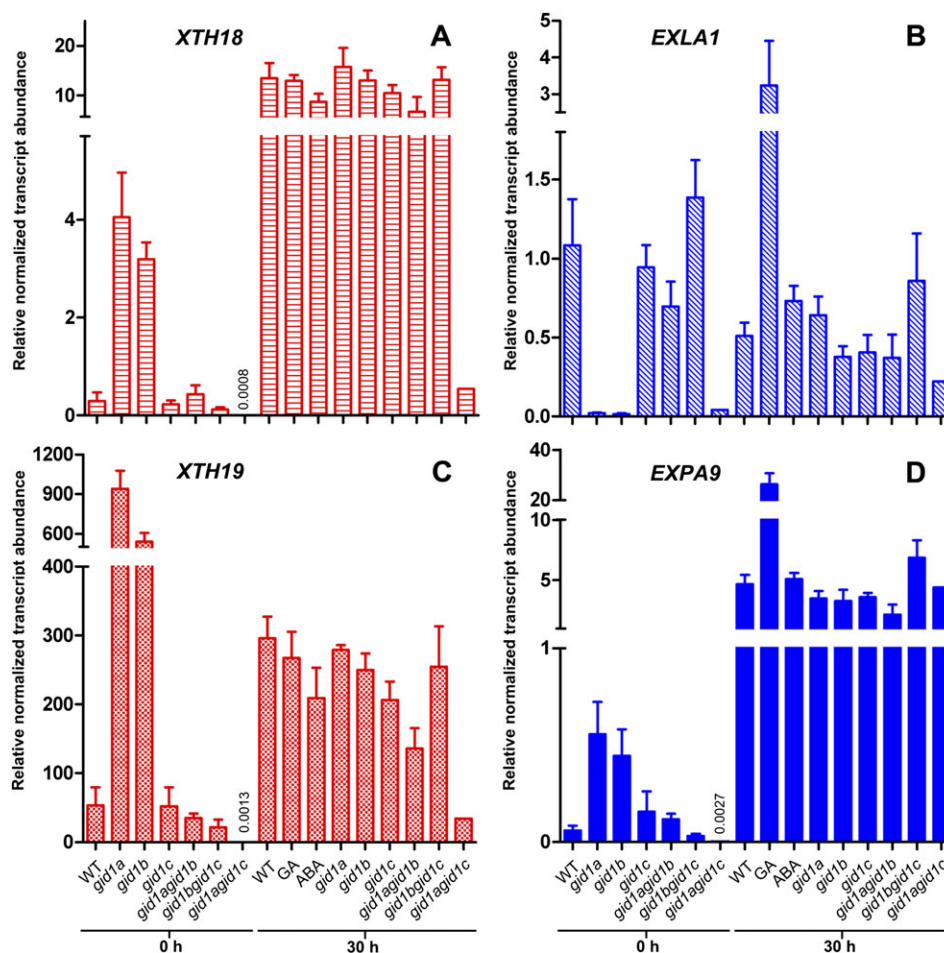 XTH18
A
Relative normalized transcript abundance
20
10
4
2
0
0.0008
EXLA1
B
Relative normalized transcript abundance
5
4
3
1.5
1.0
0.5
0.0
XTH19
C
Relative normalized transcript abundance
1200
900
600
400
300
200
100
0
0.0013
WT
gid1a
gid1b
gid1c
gid1agid1b
gid1bgid1c
gid1agid1c
WT
GA
ABA
gid1a
gid1b
gid1c
gid1agid1b
gid1bgid1c
gid1agid1c
0 h
30 h
EXPA9
D
Relative normalized transcript abundance
40
20
10
5
1
0
0.0027
WT
gid1a
gid1b
gid1c
gid1agid1b
gid1bgid1c
gid1agid1c
WT
GA
ABA
gid1a
gid1b
gid1c
gid1agid1b
gid1bgid1c
gid1agid1c
0 h
30 h